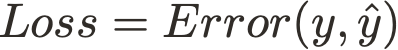 Loss = Error(y, ŷ)